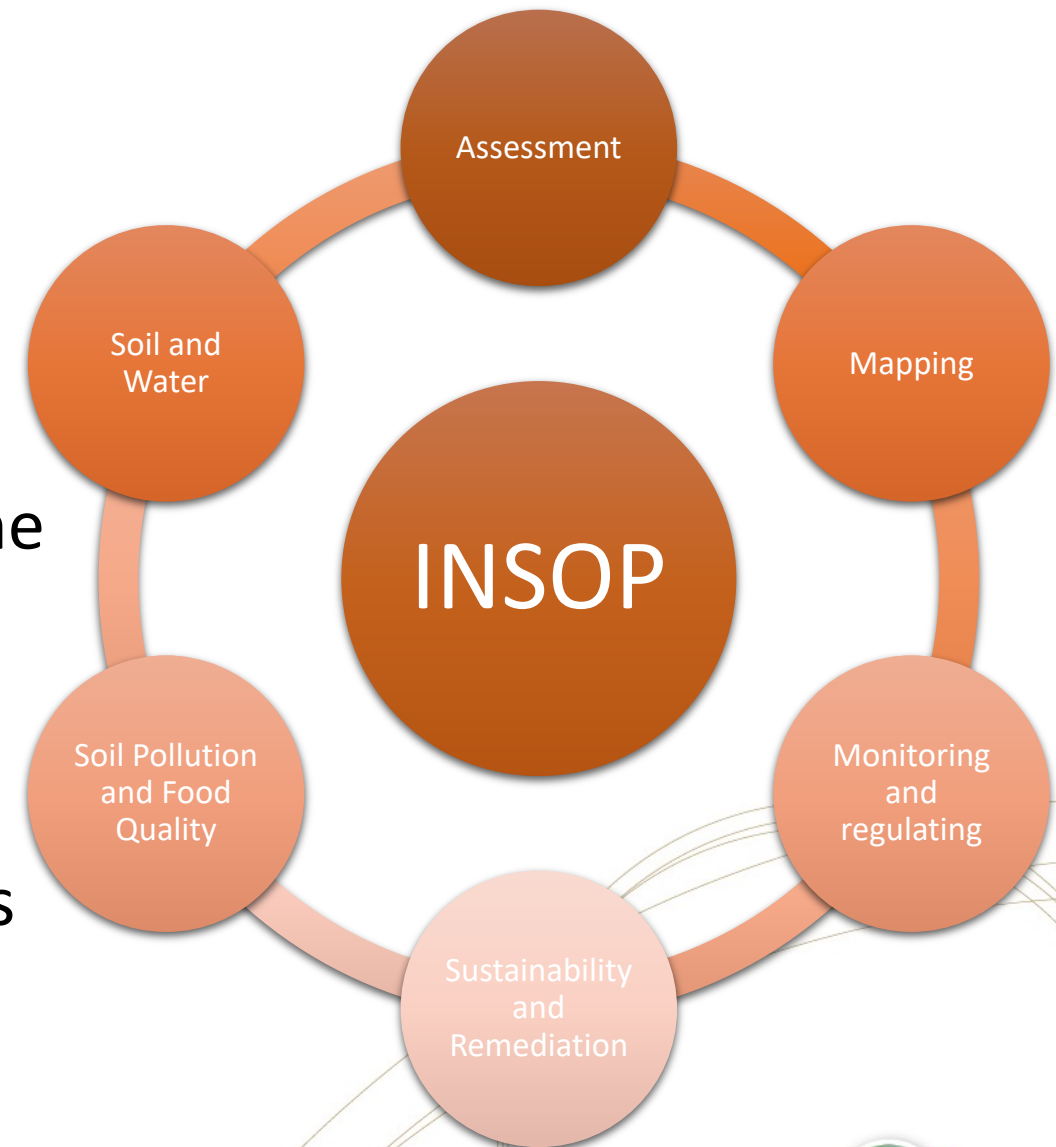 Assessment
Mapping
Monitoring
and
regulating
Sustainability
and
Remediation
Soil Pollution
and Food
Quality
Soil and
Water
INSOP